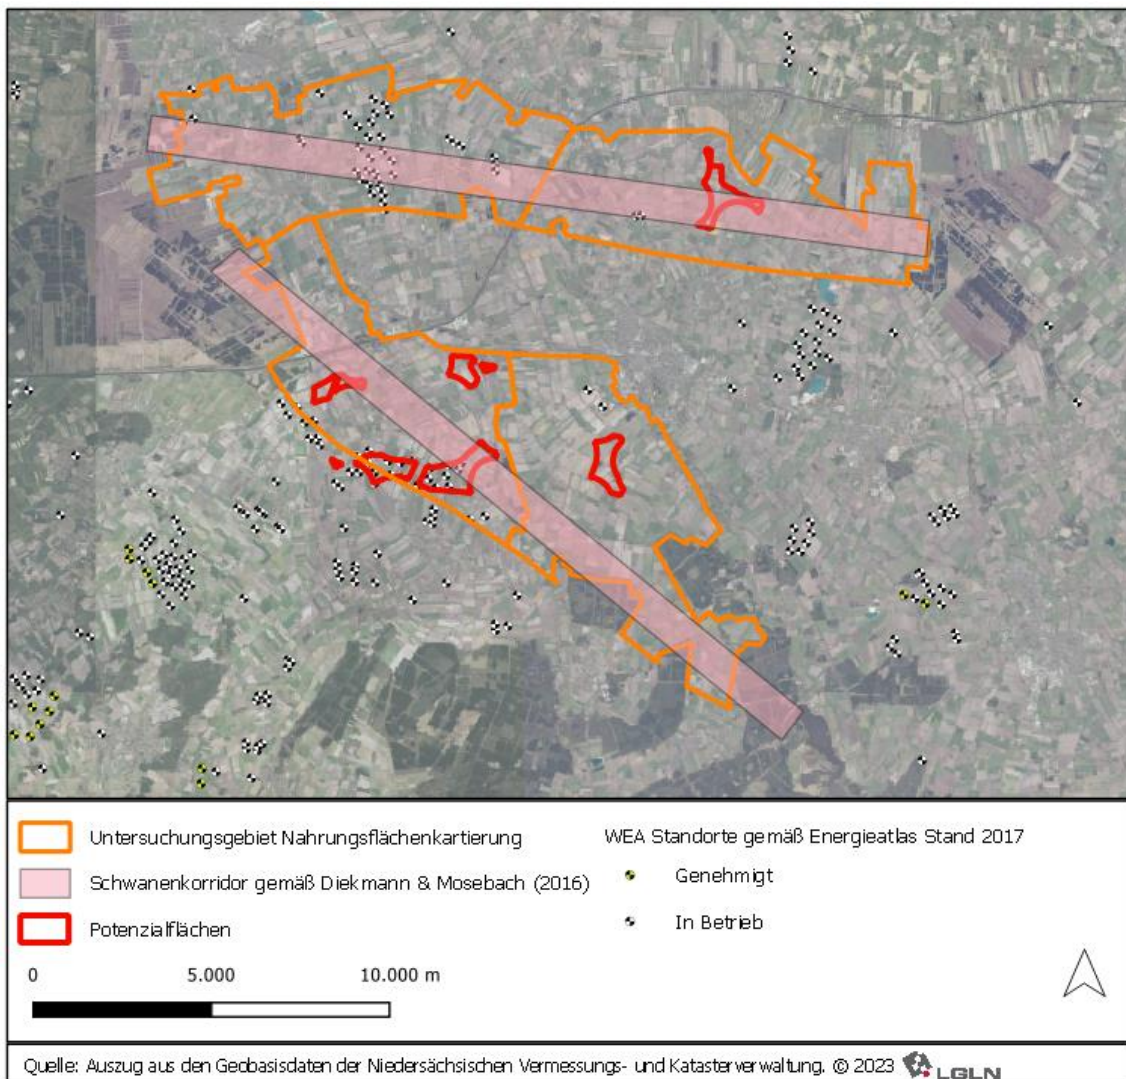 Untersuchungsgebiet Nahrungsflächenkartierung
Schwanenkorridor gemäß Diekmann & Mosebach (2016)
Potenzialflächen
WEA Standorte gemäß Energieatlas Stand 2017
Genehmigt
In Betrieb
0 5.000 10.000 m
Quelle: Auszug aus den Geobasisdaten der Niedersächsischen Vermessungs- und Katasterverwaltung. © 2023 LGLN